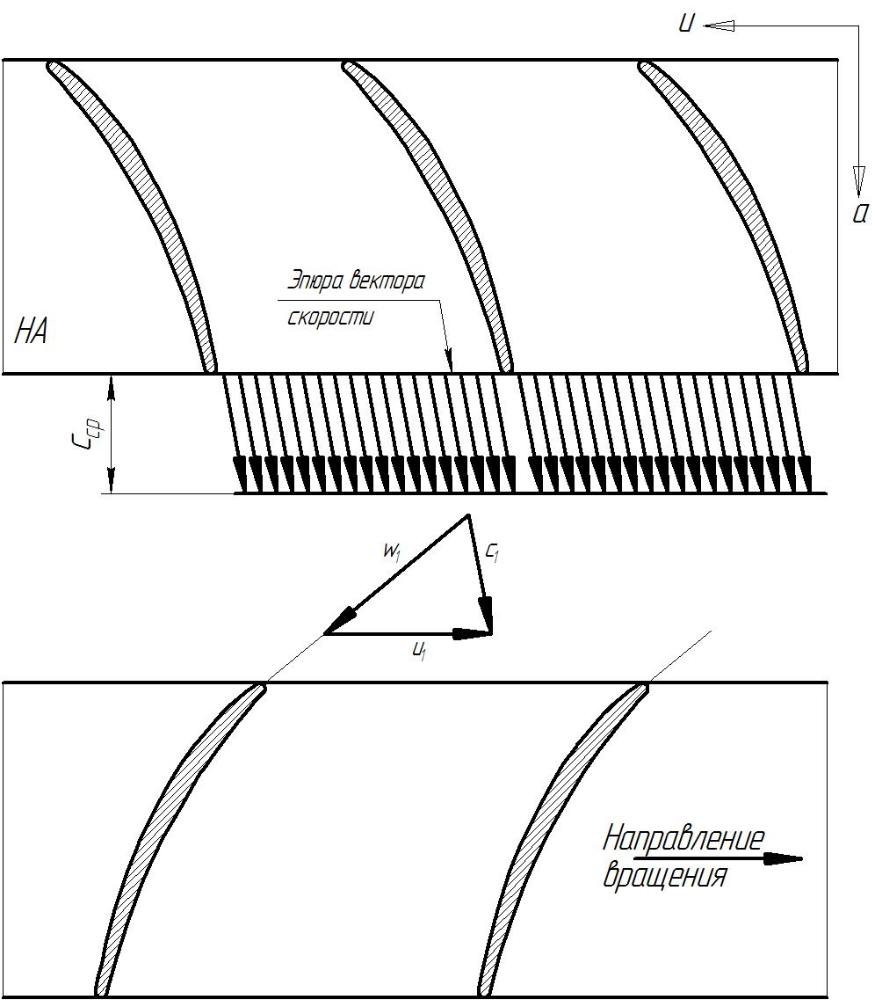 u
a
Эпюра вектора
скорости
НА
Cср
w₁
c₁
u₁
Направление
вращения